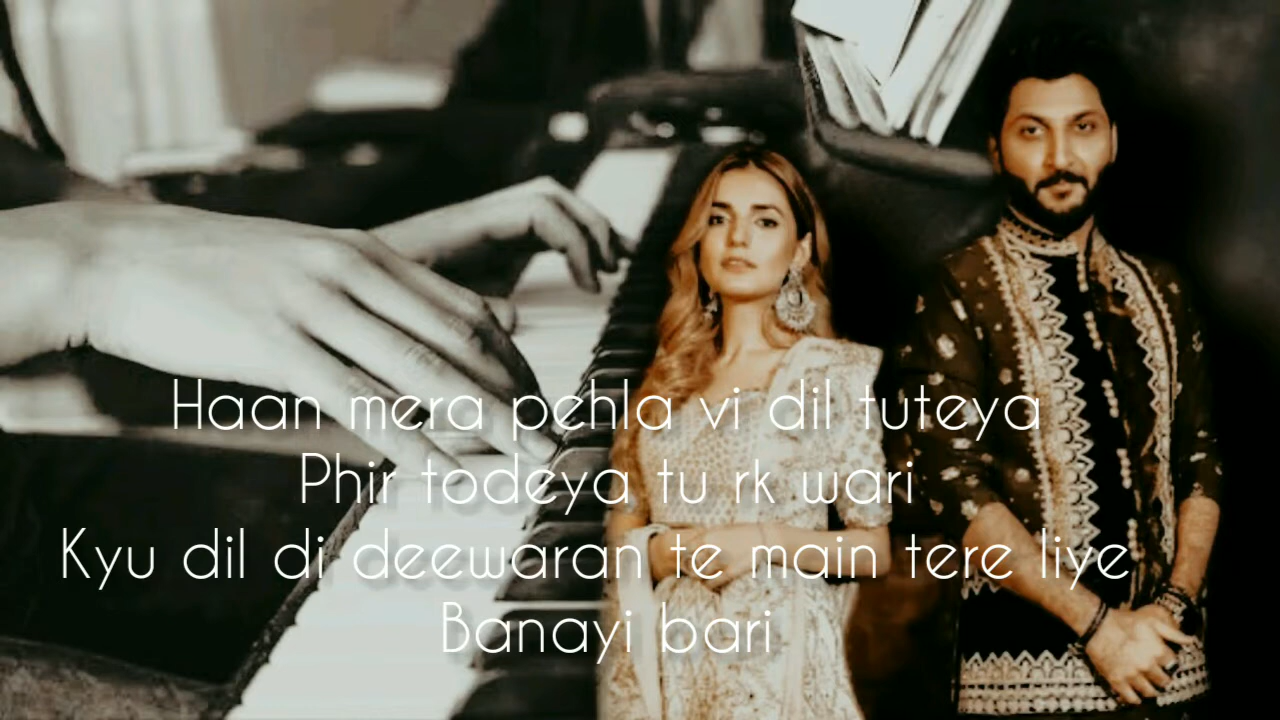 Haan mera pehla vi dil tuteya
Phir todeya tu rk wari
Kyu dil di deewaran te main tere liye
Banayi bari